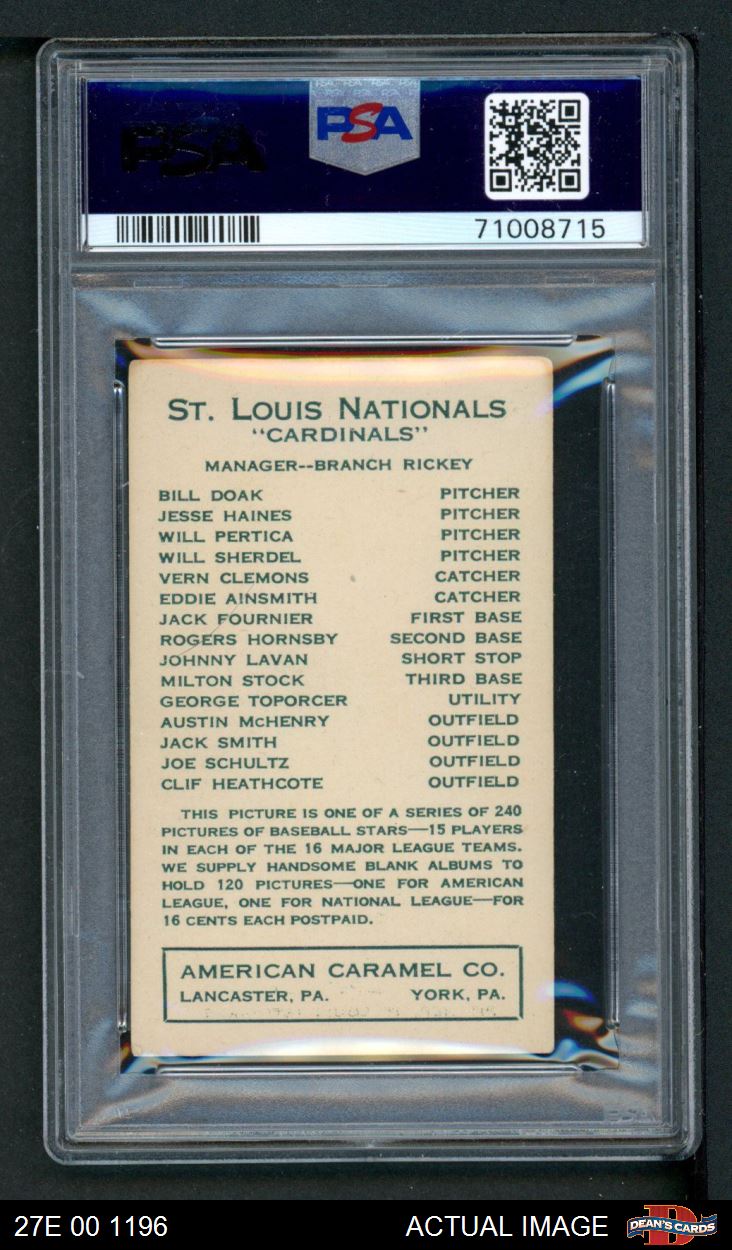 PSA
PSA
71008715
ST. LOUIS NATIONALS
"CARDINALS"
MANAGER--BRANCH RICKEY
BILL DOAK PITCHER
JESSE HAINES PITCHER
WILL PERTICA PITCHER
WILL SHERDEL PITCHER
VERN CLEMONS CATCHER
EDDIE AINSMITH CATCHER
JACK FOURNIER FIRST BASE
ROGERS HORNSBY SECOND BASE
JOHNNY LAVAN SHORT STOP
MILTON STOCK THIRD BASE
GEORGE TOPORCER UTILITY
AUSTIN McHENRY OUTFIELD
JACK SMITH OUTFIELD
JOE SCHULTZ OUTFIELD
CLIF HEATHCOTE OUTFIELD
THIS PICTURE IS ONE OF A SERIES OF 240
PICTURES OF BASEBALL STARS—15 PLAYERS
IN EACH OF THE 16 MAJOR LEAGUE TEAMS.
WE SUPPLY HANDSOME BLANK ALBUMS TO
HOLD 120 PICTURES—ONE FOR AMERICAN
LEAGUE, ONE FOR NATIONAL LEAGUE—FOR
16 CENTS EACH POSTPAID.
AMERICAN CARAMEL CO.
LANCASTER, PA. YORK, PA.
PSA
27E 00 1196 ACTUAL IMAGE DEAN'S CARDS